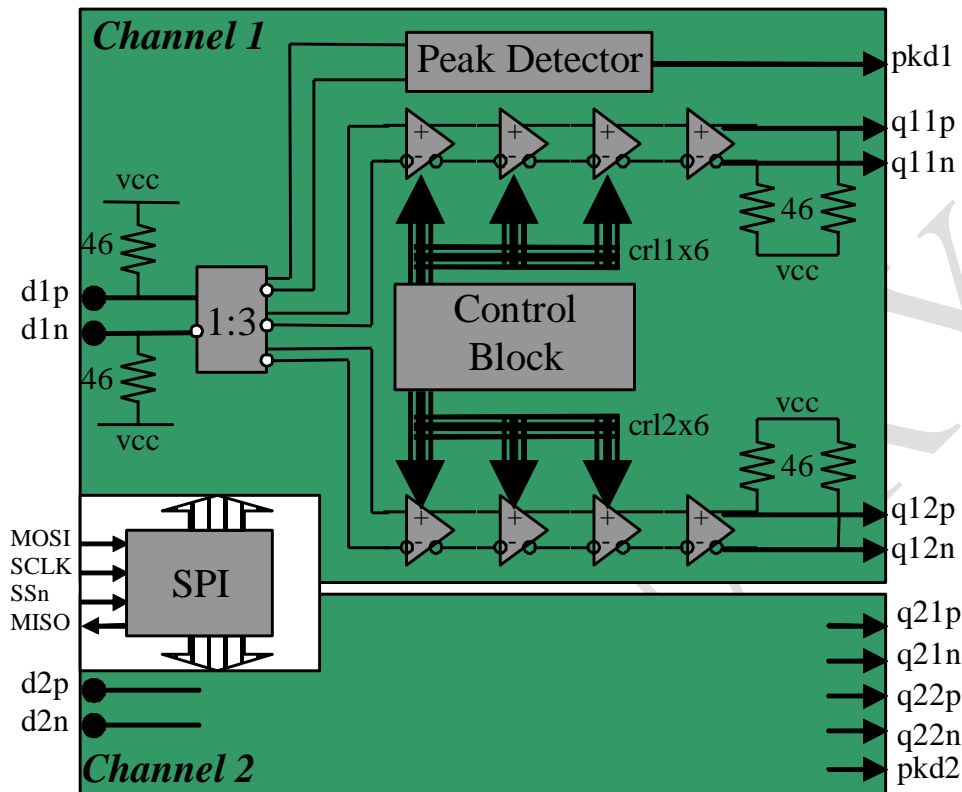 Channel 1
Peak Detector
pkd1
q11p
q11n
vcc
46
46
vcc
crl1x6
d1p
d1n
1:3
Control
Block
46
vcc
crl2x6
vcc
46
q12p
q12n
MOSI
SCLK
SSn
MISO
SPI
q21p
q21n
q22p
q22n
pkd2
d2p
d2n
Channel 2
+
-
+
-
+
-
+
-
+
-
+
-
+
-
+
-